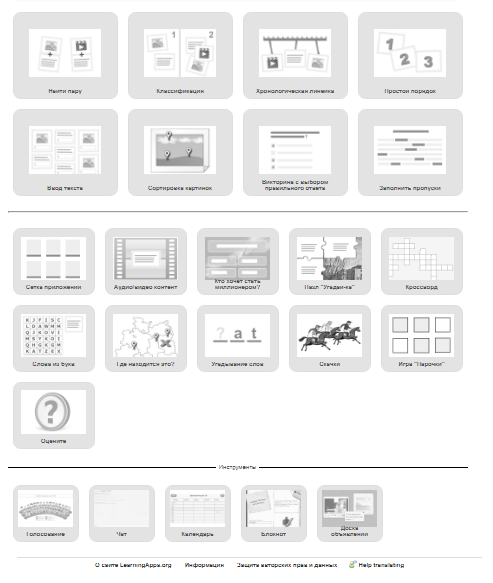 1 2
1 2 3
Найти пару
Классификация
Хронологическая линейка
Простой порядок
Ввод текста
Сортировка картинок
Викторина с выбором
правильного ответа
Заполнить пропуски
Сетка приложений
Аудио/видео контент
Кто хочет стать
миллионером?
Пазл "Угадай-ка"
Кроссворд
? a t
Слова из букв
Где находится это?
Угадывание слов
Скачки
Игра "Парочки"
?
Оцените
Инструменты
Голосование
Чат
Календарь
Блокнот
Доска
объявлений
О сайте LearningApps.org
Информация
Защита авторских прав и данных
Help translating